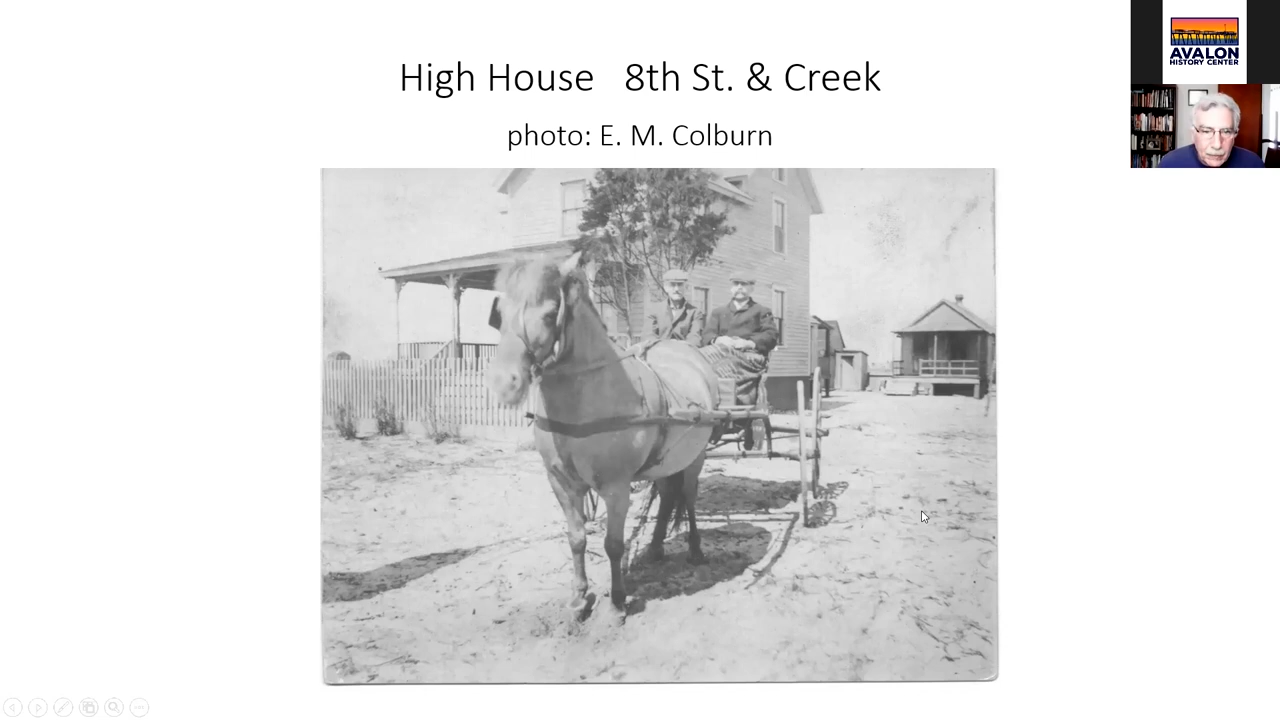 High House 8th St. & Creek
photo: E. M. Colburn
AVALON
HISTORY CENTER